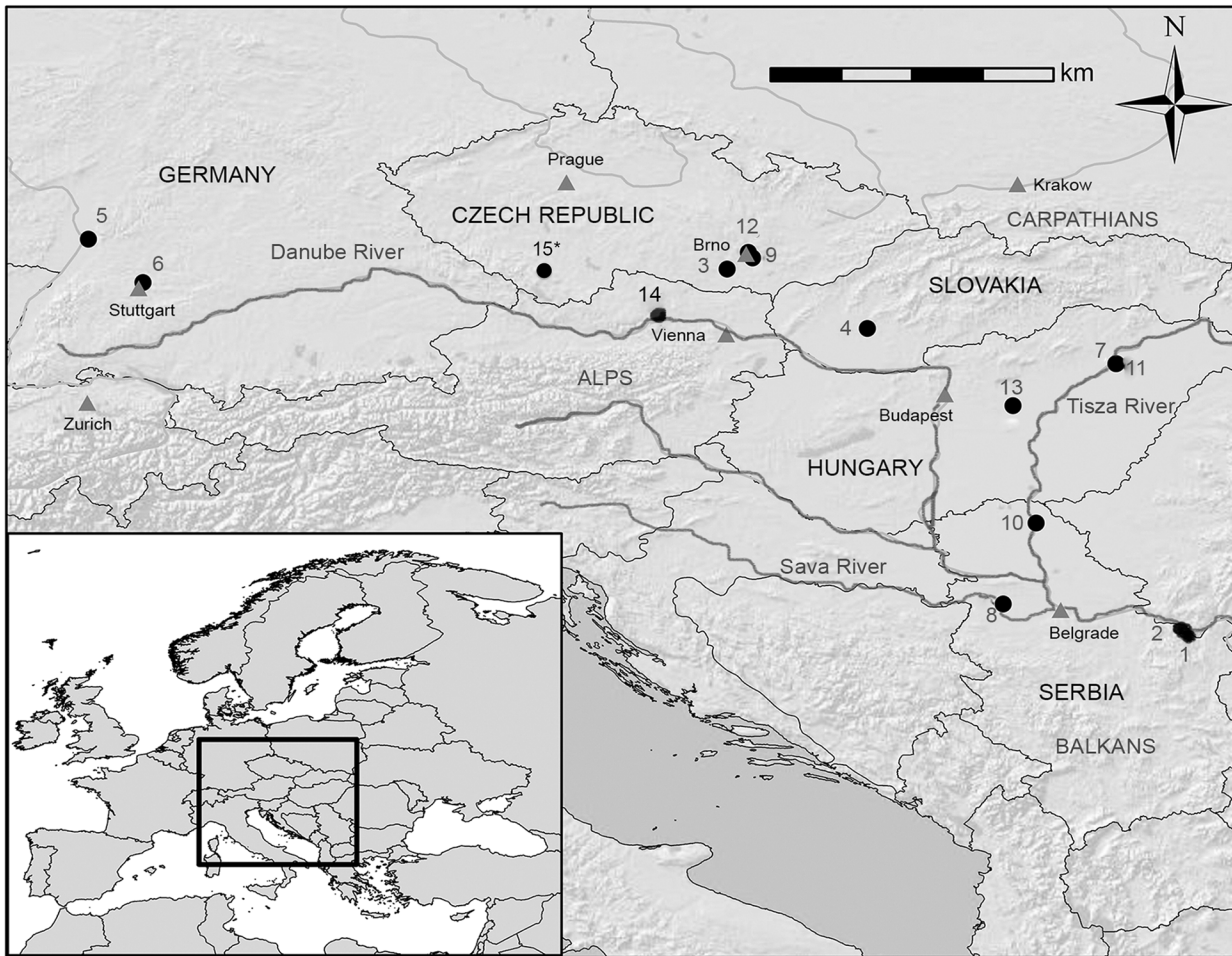 N
km
Prague
GERMANY
Krakow
CZECH REPUBLIC
CARPATHIANS
5
12
Brno
9
3
15*
Danube River
6
SLOVAKIA
14
Stuttgart
4
Vienna
7
11
ALPS
13
Tisza River
Budapest
Zurich
HUNGARY
10
Sava River
8
Belgrade
2
1
SERBIA
BALKANS